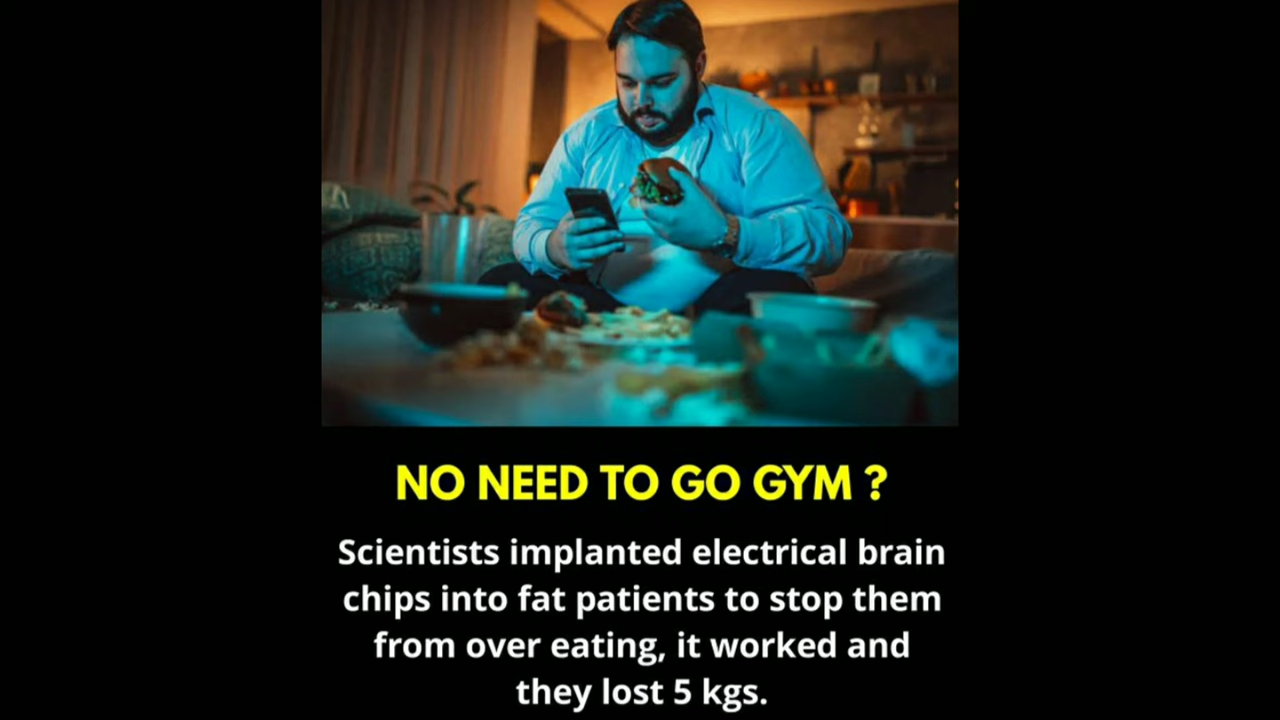 NO NEED TO GO GYM ?
Scientists implanted electrical brain
chips into fat patients to stop them
from over eating, it worked and
they lost 5 kgs.